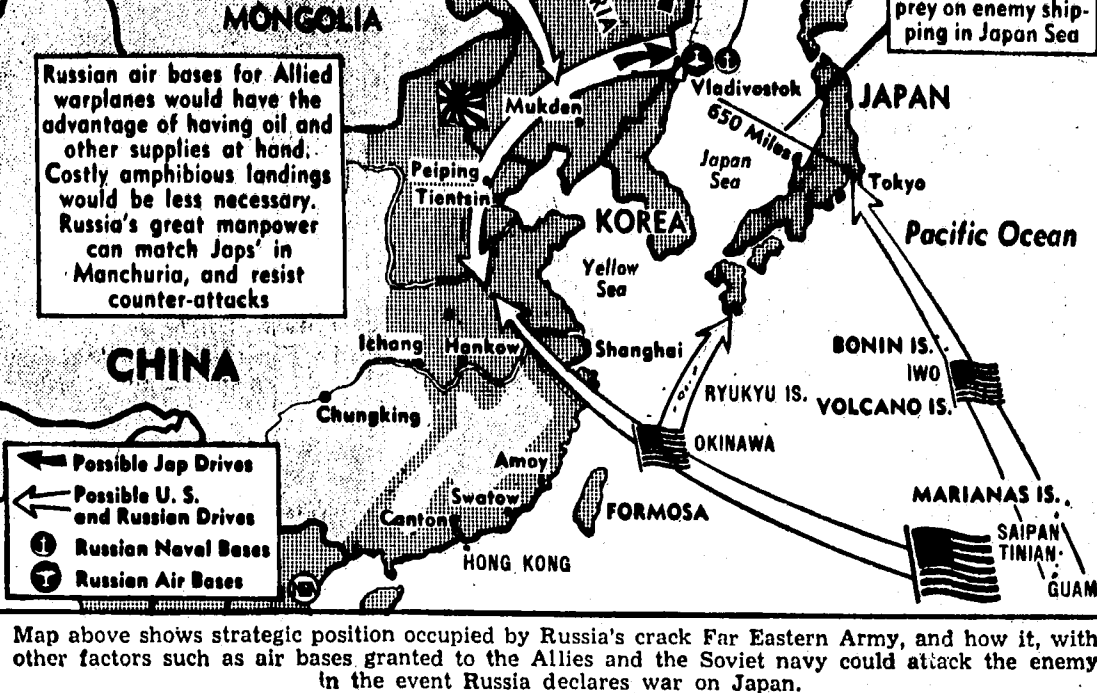 MONGOLIA
prey on enemy ship-
ping in Japan Sea
Russian air bases for Allied
warplanes would have the
advantage of having oil and
other supplies at hand.
Costly amphibious landings
would be less necessary.
Russia's great manpower
can match Japs' in
Manchuria, and resist
counter-attacks
Vladivostok
JAPAN
Mukden
650 Miles
Japan
Sea
Peiping
Tientsin
Tokyo
KOREA
Pacific Ocean
Yellow
Sea
CHINA
Ichang
Hankow
Shanghai
BONIN IS.
IWO
VOLCANO IS.
RYUKYU IS.
Chungking
OKINAWA
Possible Jap Drives
Possible U. S.
and Russian Drives
Russian Naval Bases
Russian Air Bases
Amoy
Swatow
Canton
HONG KONG
FORMOSA
MARIANAS IS.
SAIPAN
TINIAN
GUAM
Map above shows strategic position occupied by Russia's crack Far Eastern Army, and how it, with
other factors such as air bases granted to the Allies and the Soviet navy could attack the enemy
in the event Russia declares war on Japan.